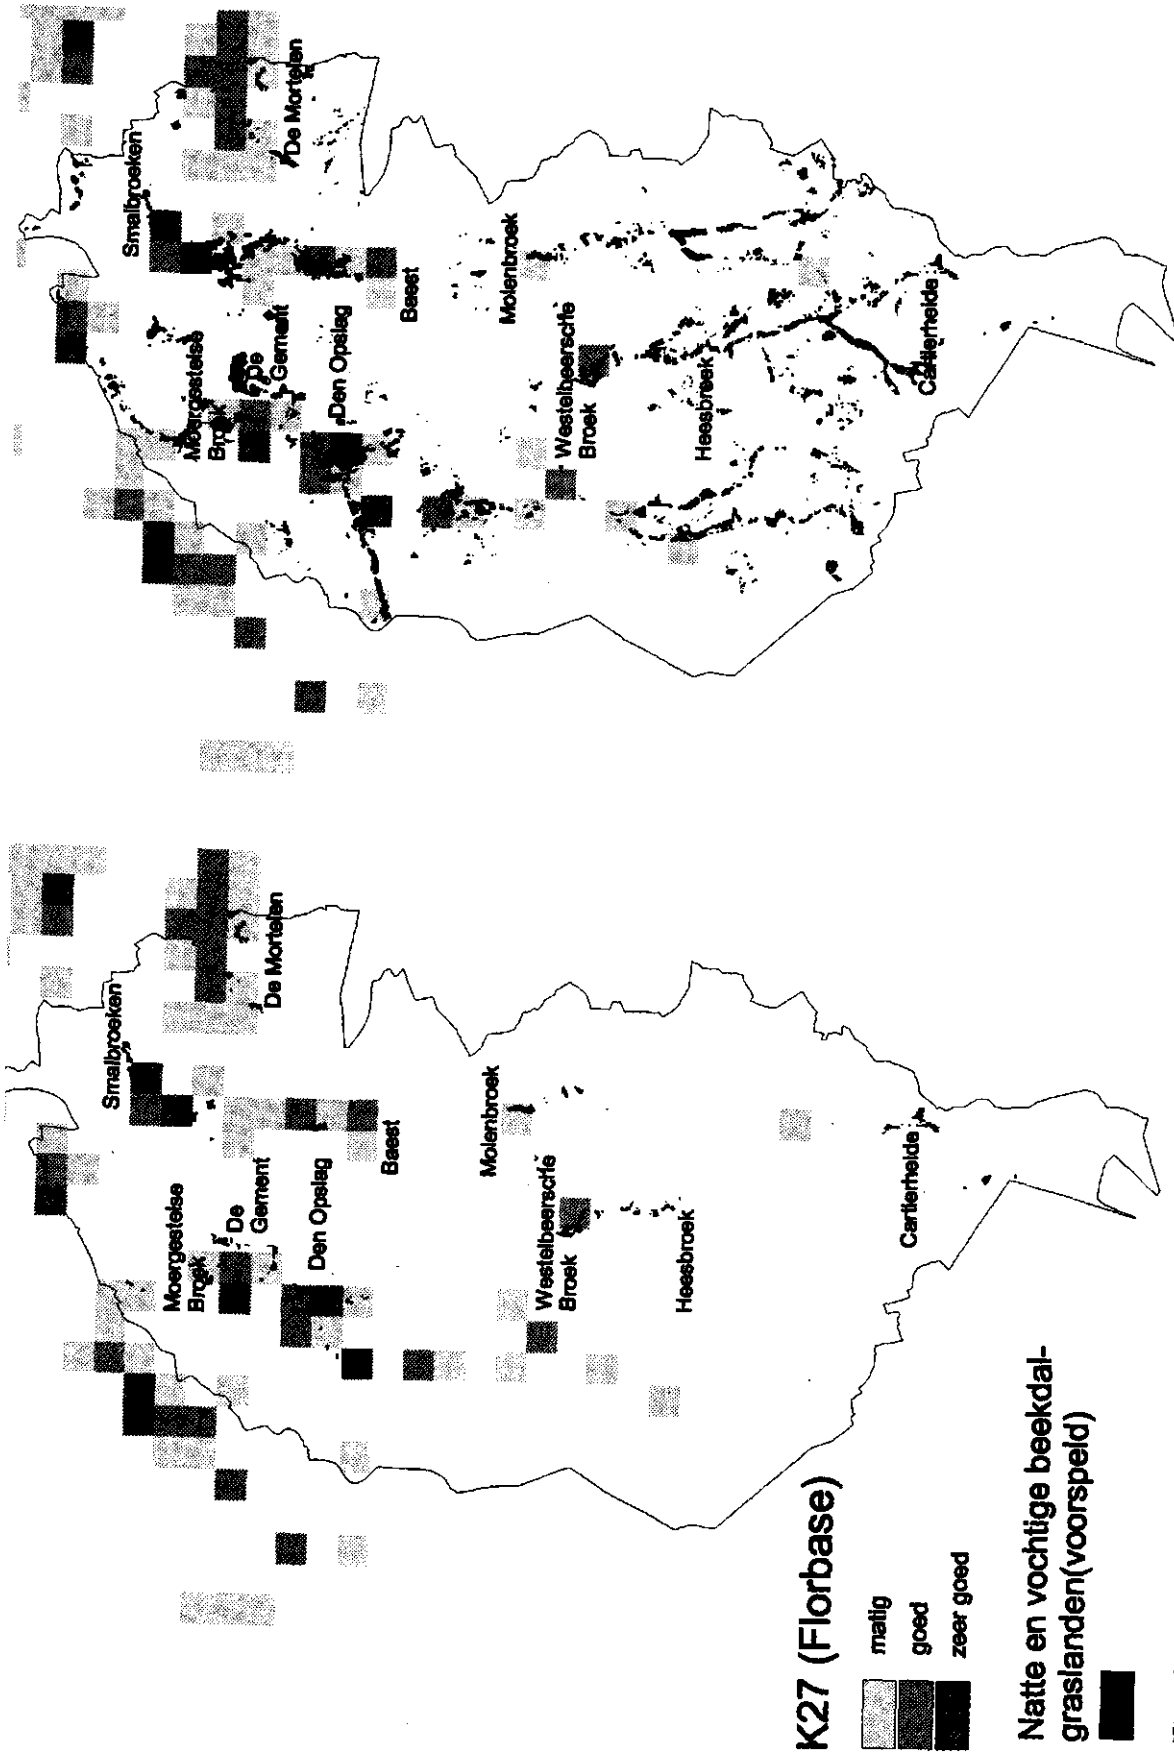 Smalbroeken
De Mortelen
Moergestelse
Broek
De
Gement
Den Opslag
Baest
Molenbroek
Westelbeersche
Broek
Heesbroek
Cartierheide
Smalbroeken
De Mortelen
Moergestelse
Broek
De
Gement
Den Opslag
Baest
Molenbroek
Westelbeersche
Broek
Heesbroek
Cartierheide
K27 (Florbase)
matig
goed
zeer goed
Natte en vochtige beekdal-
graslanden(voorspeld)